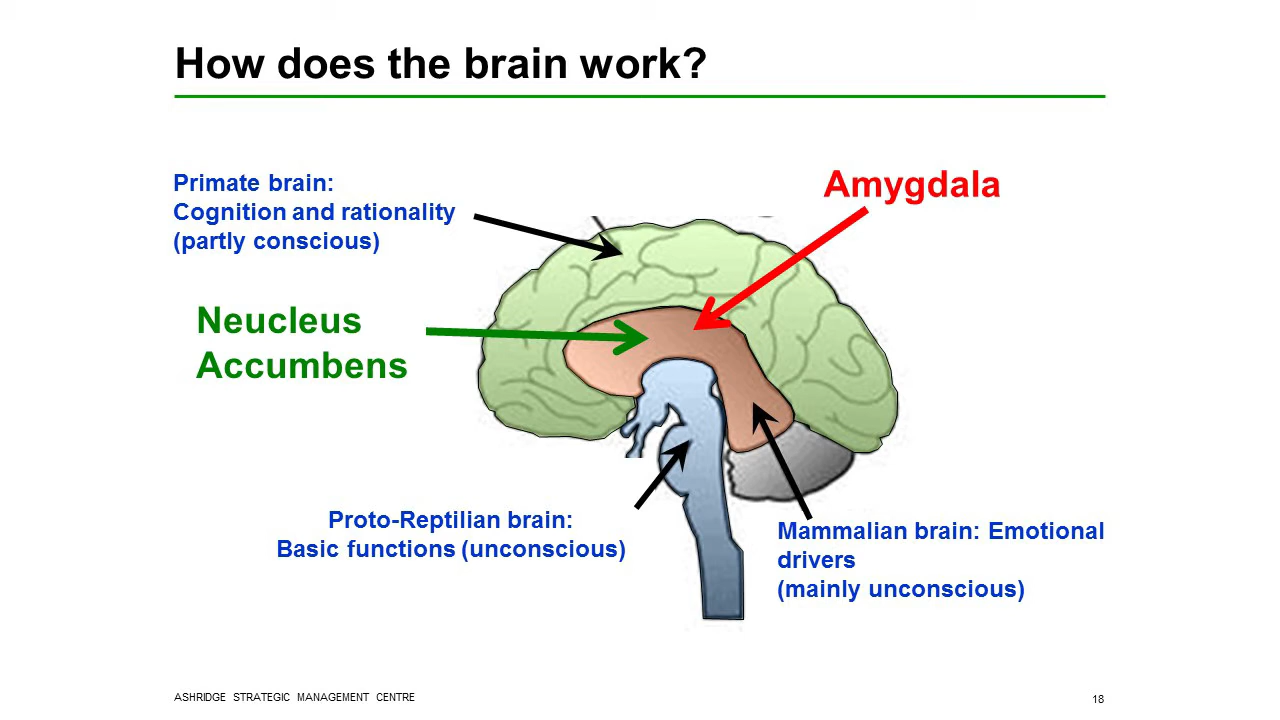 How does the brain work?
Primate brain:
Cognition and rationality
(partly conscious)
Amygdala
Neucleus
Accumbens
Proto-Reptilian brain:
Basic functions (unconscious)
Mammalian brain: Emotional
drivers
(mainly unconscious)
ASHRIDGE STRATEGIC MANAGEMENT CENTRE
18